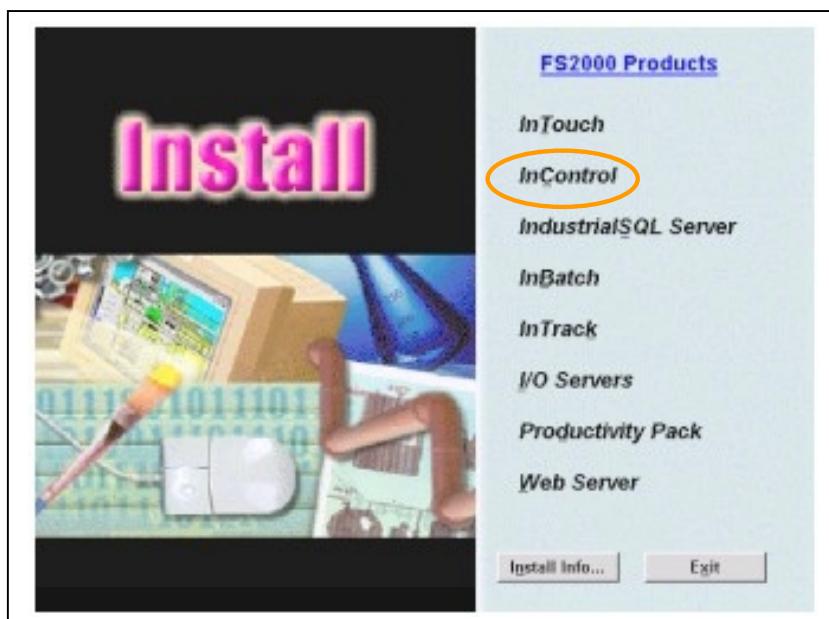 Install
FS2000 Products
InTouch
InControl
IndustrialSQL Server
InBatch
InTrack
I/O Servers
Productivity Pack
Web Server
Install Info...
Exit